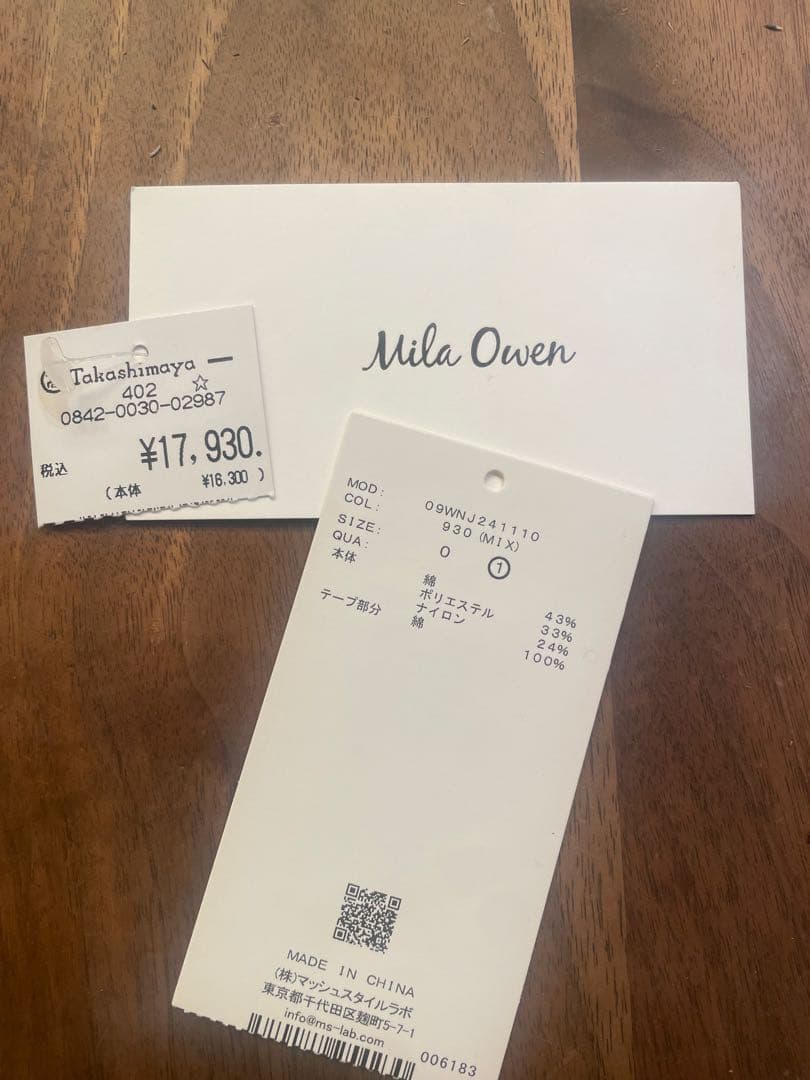 Mila Owen
Takashimaya
402 ☆
0842-0030-02987
税込 ¥17,930.
(本体 ¥16,300 )
MOD: 09WNJ241110
COL: 930 (MIX)
SIZE: 0 ①
QUA:
本体 綿 43%
ポリエステル 33%
ナイロン 24%
テープ部分 綿 100%
MADE IN CHINA
(株)マッシュスタイルラボ
東京都千代田区麹町5-7-1
info@ms-lab.com
006183